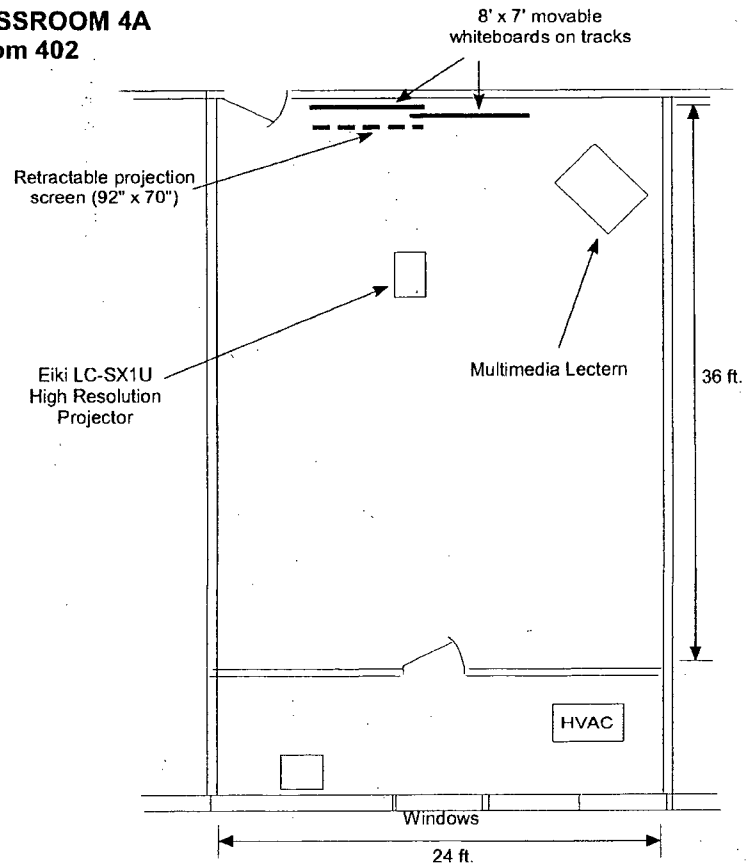 SSROOM 4A
om 402
8' x 7' movable
whiteboards on tracks
Retractable projection
screen (92" x 70")
Eiki LC-SX1U
High Resolution
Projector
Multimedia Lectern
36 ft.
HVAC
Windows
24 ft.